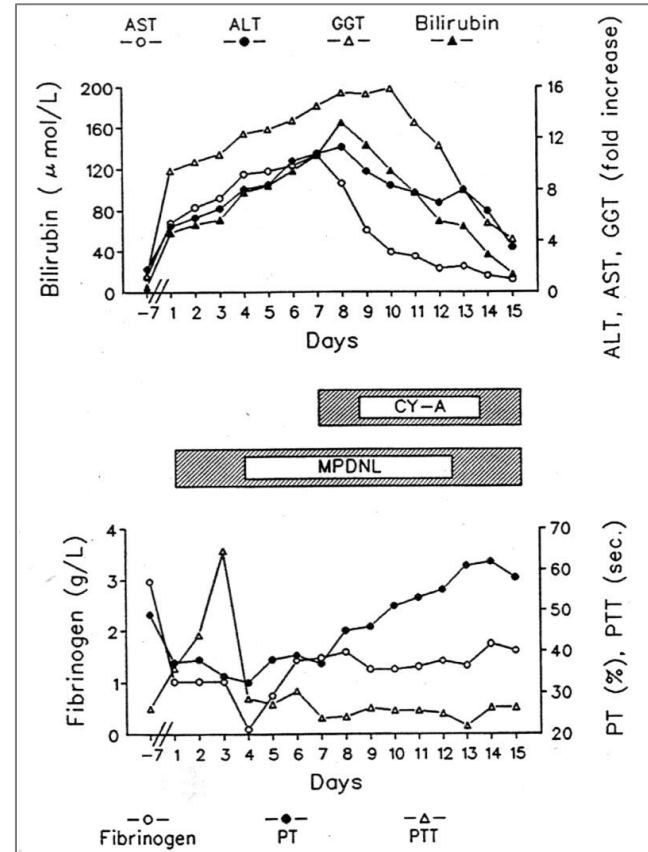 AST ALT GGT Bilirubin
Bilirubin ( μ mol/L)
200
160
120
80
40
0
16
12
8
4
0
ALT, AST, GGT (fold increase)
-7 1 2 3 4 5 6 7 8 9 10 11 12 13 14 15
Days
CY-A
MPDNL
Fibrinogen (g/L)
4
3
2
1
0
70
60
50
40
30
20
PT (%), PTT (sec.)
-7 1 2 3 4 5 6 7 8 9 10 11 12 13 14 15
Days
Fibrinogen PT PTT